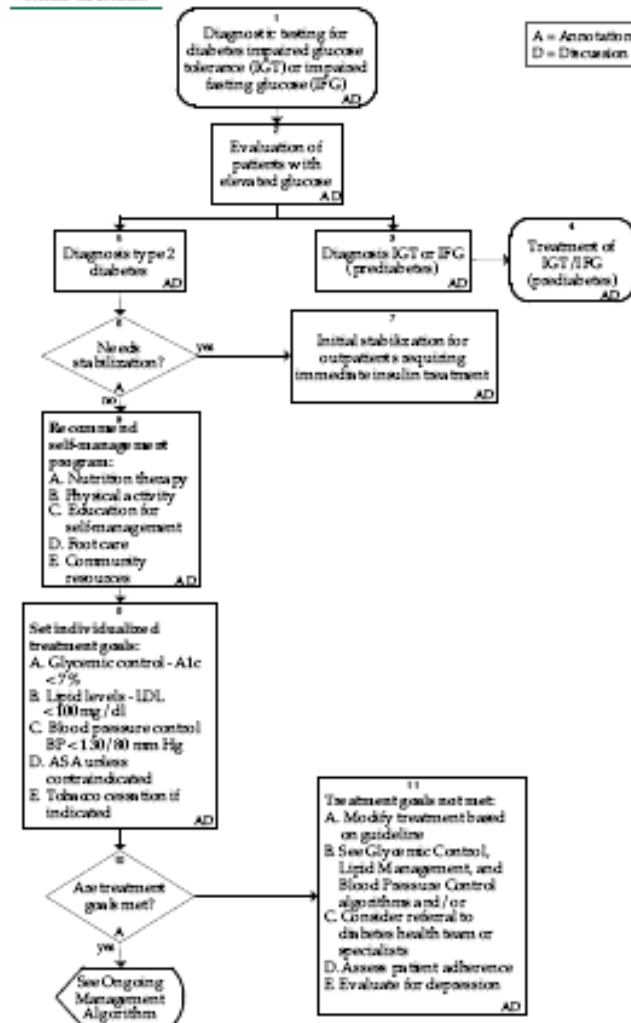 1
Diagnostic testing for
diabetes impaired glucose
tolerance (IGT) or impaired
fasting glucose (IFG)
AD
A = Annotation
D = Discussion
2
Evaluation of
patients with
elevated glucose
AD
Diagnosis type 2
diabetes
AD
3
Diagnosis IGT or IFG
(prediabetes)
AD
4
Treatment of
IGT/IFG
(prediabetes)
AD
Needs
stabilization?
A
yes
no
7
Initial stabilization for
outpatients requiring
immediate insulin treatment
AD
Recommend
self-management
program:
A. Nutrition therapy
B. Physical activity
C. Education for
self-management
D. Foot care
E. Community
resources
AD
Set individualized
treatment goals:
A. Glycemic control - A1c
< 7%
B. Lipid levels - LDL
< 100 mg/dl
C. Blood pressure control
BP < 130/80 mm Hg
D. ASA unless
contraindicated
E. Tobacco cessation if
indicated
AD
10
Are treatment
goals met?
A
yes
11
Treatment goals not met:
A. Modify treatment based
on guideline
B. See Glycemic Control,
Lipid Management, and
Blood Pressure Control
algorithms and/or
C. Consider referral to
diabetes health team or
specialists
D. Assess patient adherence
E. Evaluate for depression
AD
See Ongoing
Management
Algorithm